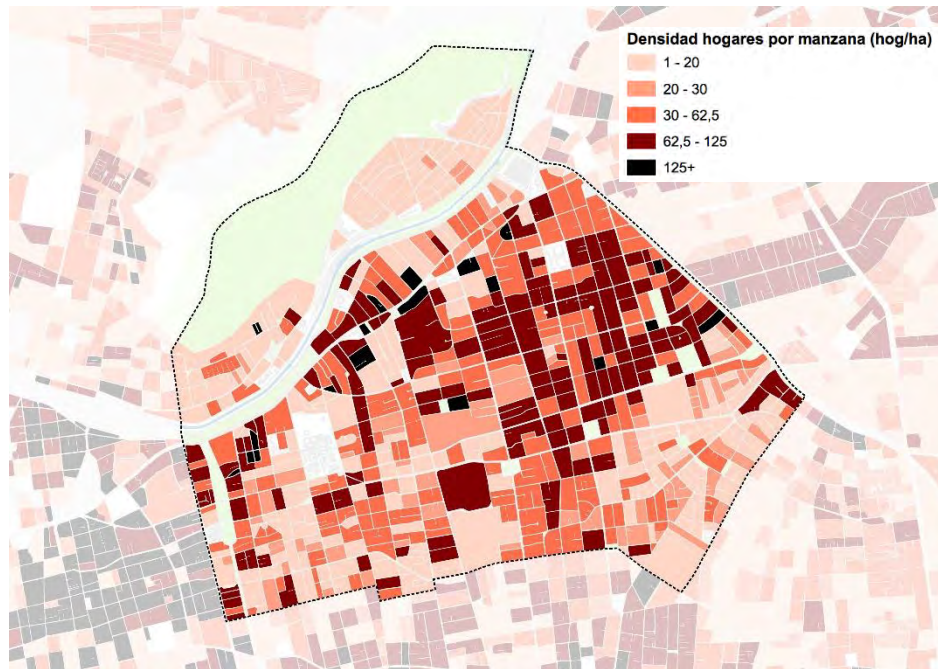 Densidad hogares por manzana (hog/ha)
1 - 20
20 - 30
30 - 62,5
62,5 - 125
125+